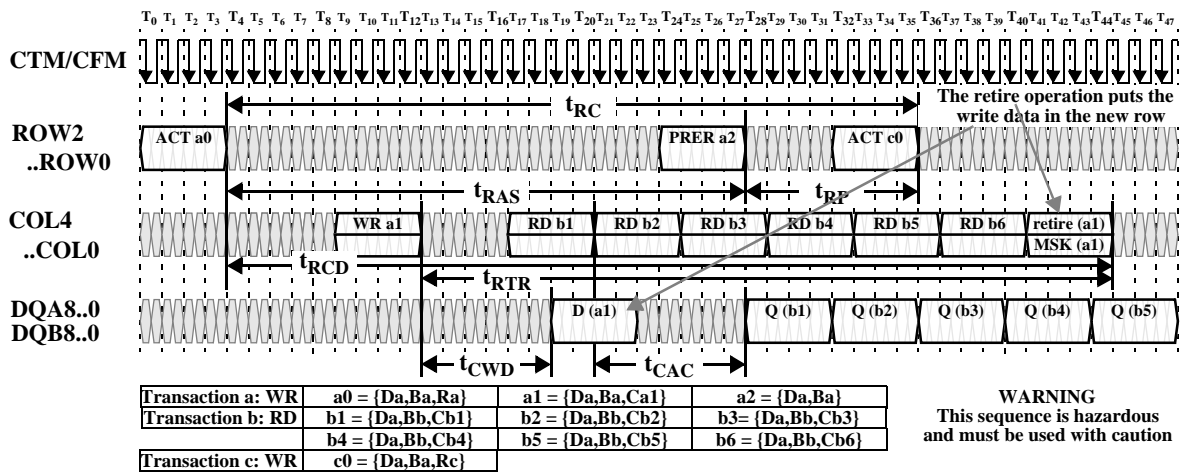 T0 T1 T2 T3 T4 T5 T6 T7 T8 T9 T10 T11 T12 T13 T14 T15 T16 T17 T18 T19 T20 T21 T22 T23 T24 T25 T26 T27 T28 T29 T30 T31 T32 T33 T34 T35 T36 T37 T38 T39 T40 T41 T42 T43 T44 T45 T46 T47
CTM/CFM
tRC
The retire operation puts the
write data in the new row
ROW2
..ROW0
ACT a0 PRER a2 ACT c0
tRAS tRP
COL4
..COL0
WR a1 RD b1 RD b2 RD b3 RD b4 RD b5 RD b6 retire (a1)
MSK (a1)
tRCD
tRTR
DQA8..0
DQB8..0
D (a1) Q (b1) Q (b2) Q (b3) Q (b4) Q (b5)
tCWD tCAC
Transaction a: WR a0 = {Da,Ba,Ra} a1 = {Da,Ba,Ca1} a2 = {Da,Ba}
Transaction b: RD b1 = {Da,Bb,Cb1} b2 = {Da,Bb,Cb2} b3= {Da,Bb,Cb3}
b4 = {Da,Bb,Cb4} b5 = {Da,Bb,Cb5} b6 = {Da,Bb,Cb6}
Transaction c: WR c0 = {Da,Ba,Rc}
WARNING
This sequence is hazardous
and must be used with caution